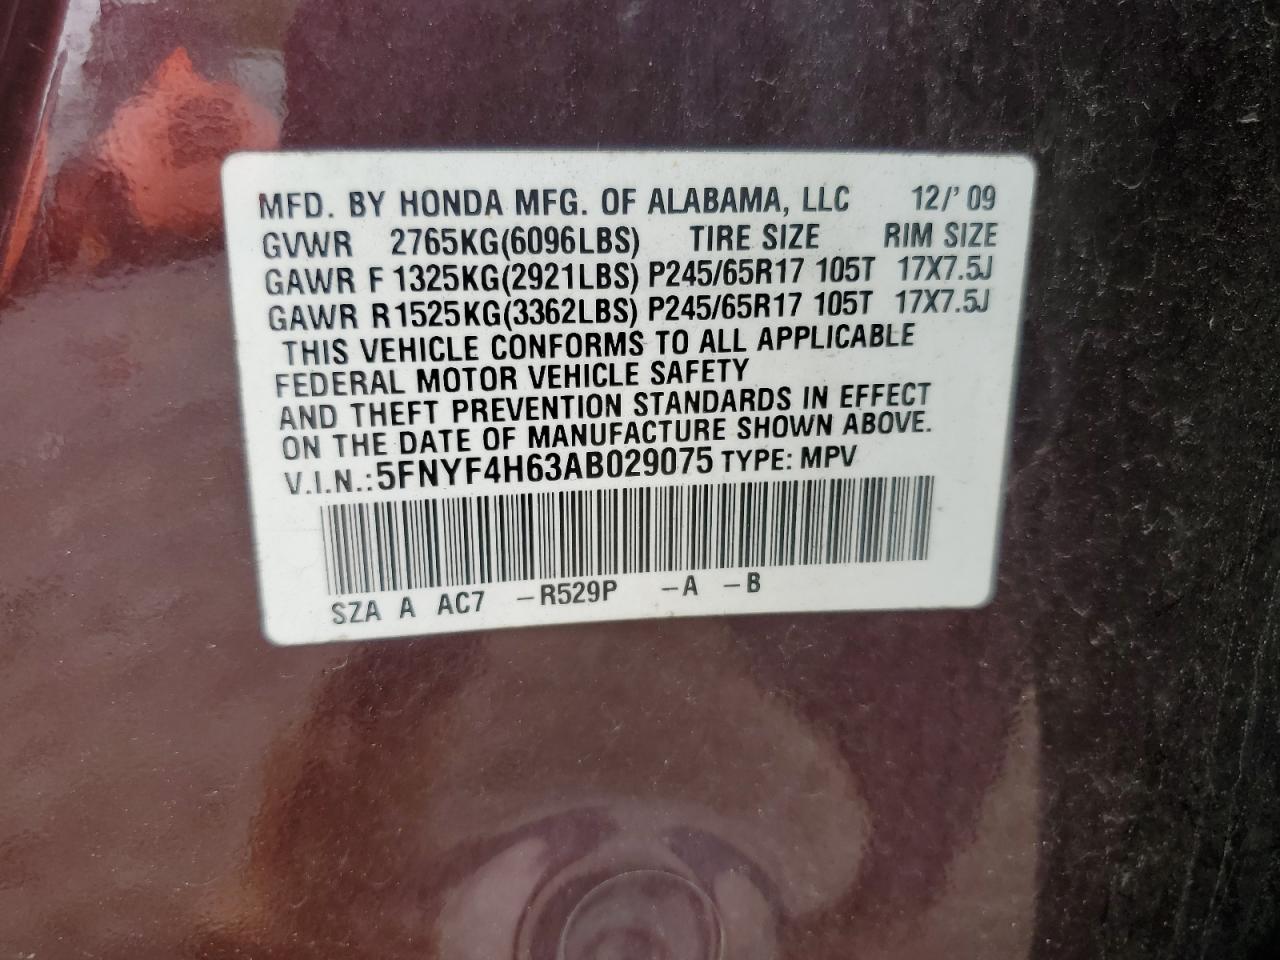 MFD. BY HONDA MFG. OF ALABAMA, LLC 12/' 09
GVWR 2765KG(6096LBS) TIRE SIZE RIM SIZE
GAWR F 1325KG(2921LBS) P245/65R17 105T 17X7.5J
GAWR R 1525KG(3362LBS) P245/65R17 105T 17X7.5J
THIS VEHICLE CONFORMS TO ALL APPLICABLE
FEDERAL MOTOR VEHICLE SAFETY
AND THEFT PREVENTION STANDARDS IN EFFECT
ON THE DATE OF MANUFACTURE SHOWN ABOVE.
V.I.N.: 5FNYF4H63AB029075 TYPE: MPV
SZA A AC7 -R529P -A -B